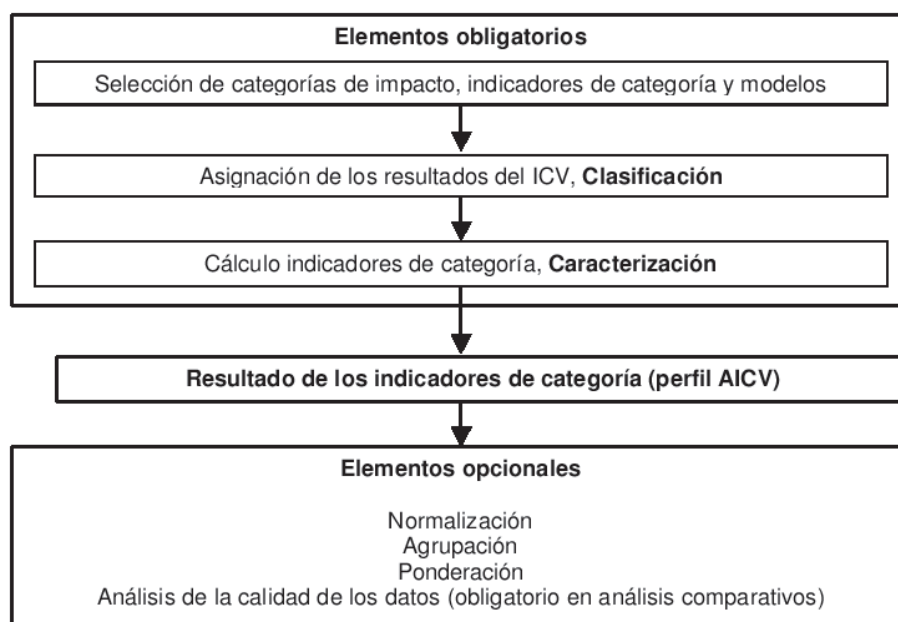 Elementos obligatorios
Selección de categorías de impacto, indicadores de categoría y modelos
Asignación de los resultados del ICV, Clasificación
Cálculo indicadores de categoría, Caracterización
Resultado de los indicadores de categoría (perfil AICV)
Elementos opcionales
Normalización
Agrupación
Ponderación
Análisis de la calidad de los datos (obligatorio en análisis comparativos)